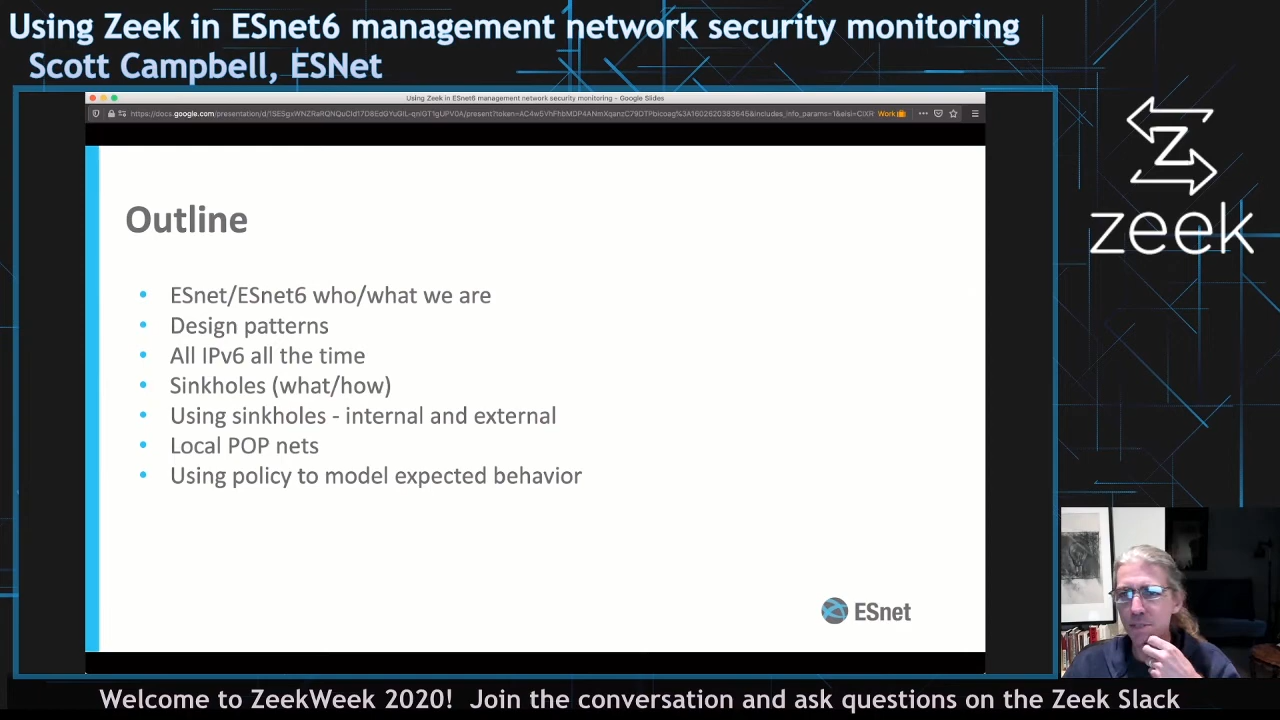 Using Zeek in ESnet6 management network security monitoring
Scott Campbell, ESNet
Using Zeek in ESnet6 management network security monitoring - Google Slides
Work
Outline
• ESnet/ESnet6 who/what we are
• Design patterns
• All IPv6 all the time
• Sinkholes (what/how)
• Using sinkholes - internal and external
• Local POP nets
• Using policy to model expected behavior
ESnet
zeek
Welcome to ZeekWeek 2020! Join the conversation and ask questions on the Zeek Slack